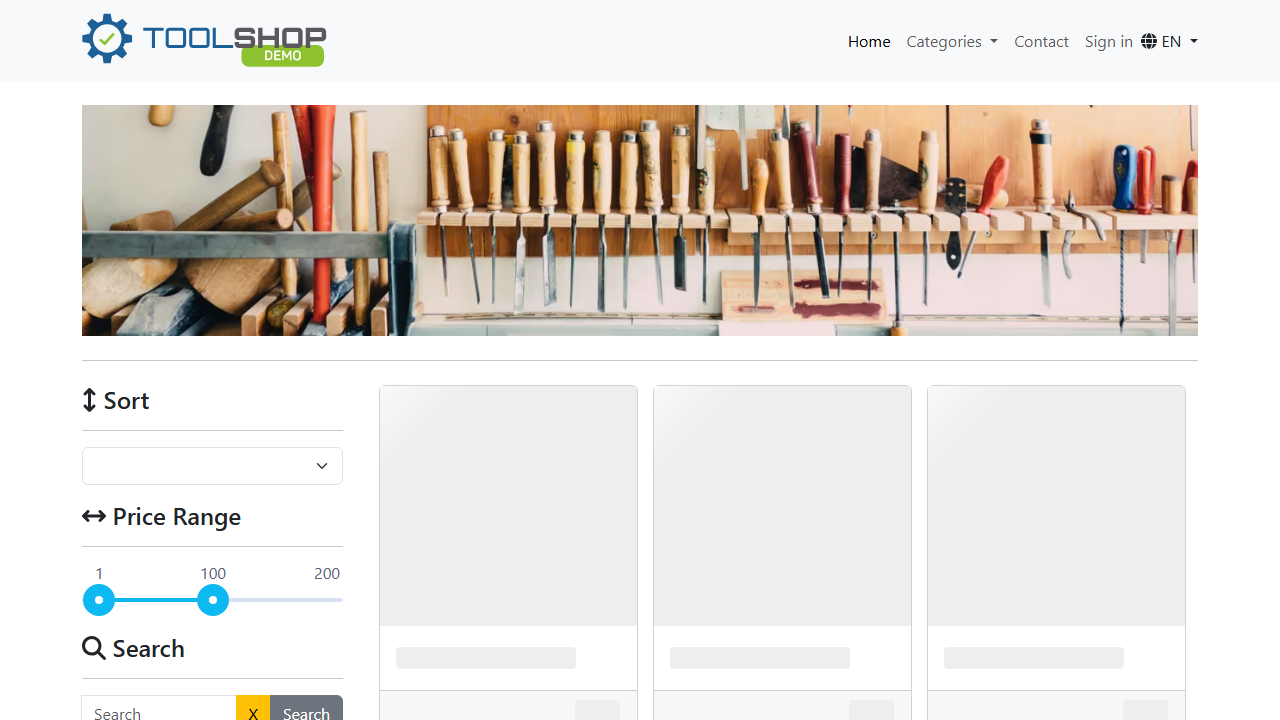 TOOLSHOP
DEMO
Home Categories Contact Sign in EN
Sort
Price Range
1 100 200
Search
Search X Search